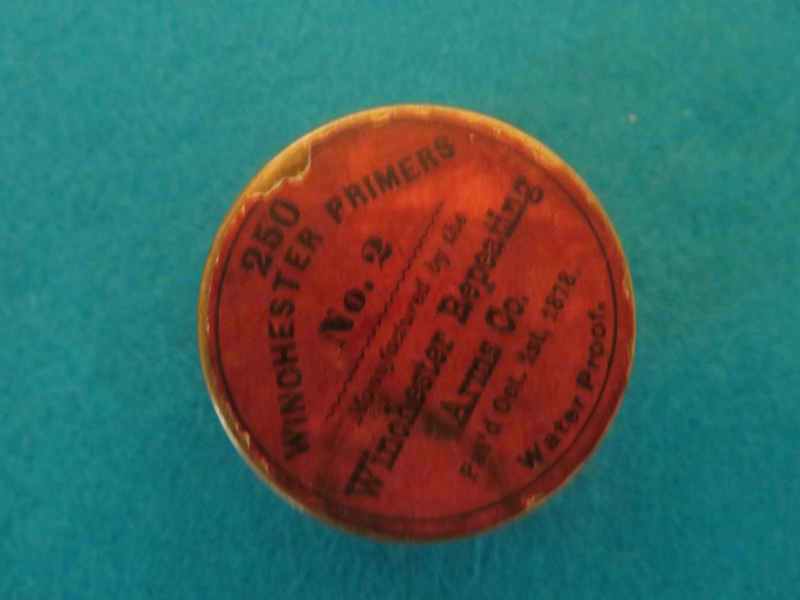 250
WINCHESTER PRIMERS
No. 2
Manufactured by the
Winchester Repeating
Arms Co.
Pat'd Oct. 1st, 1878.
Water Proof.